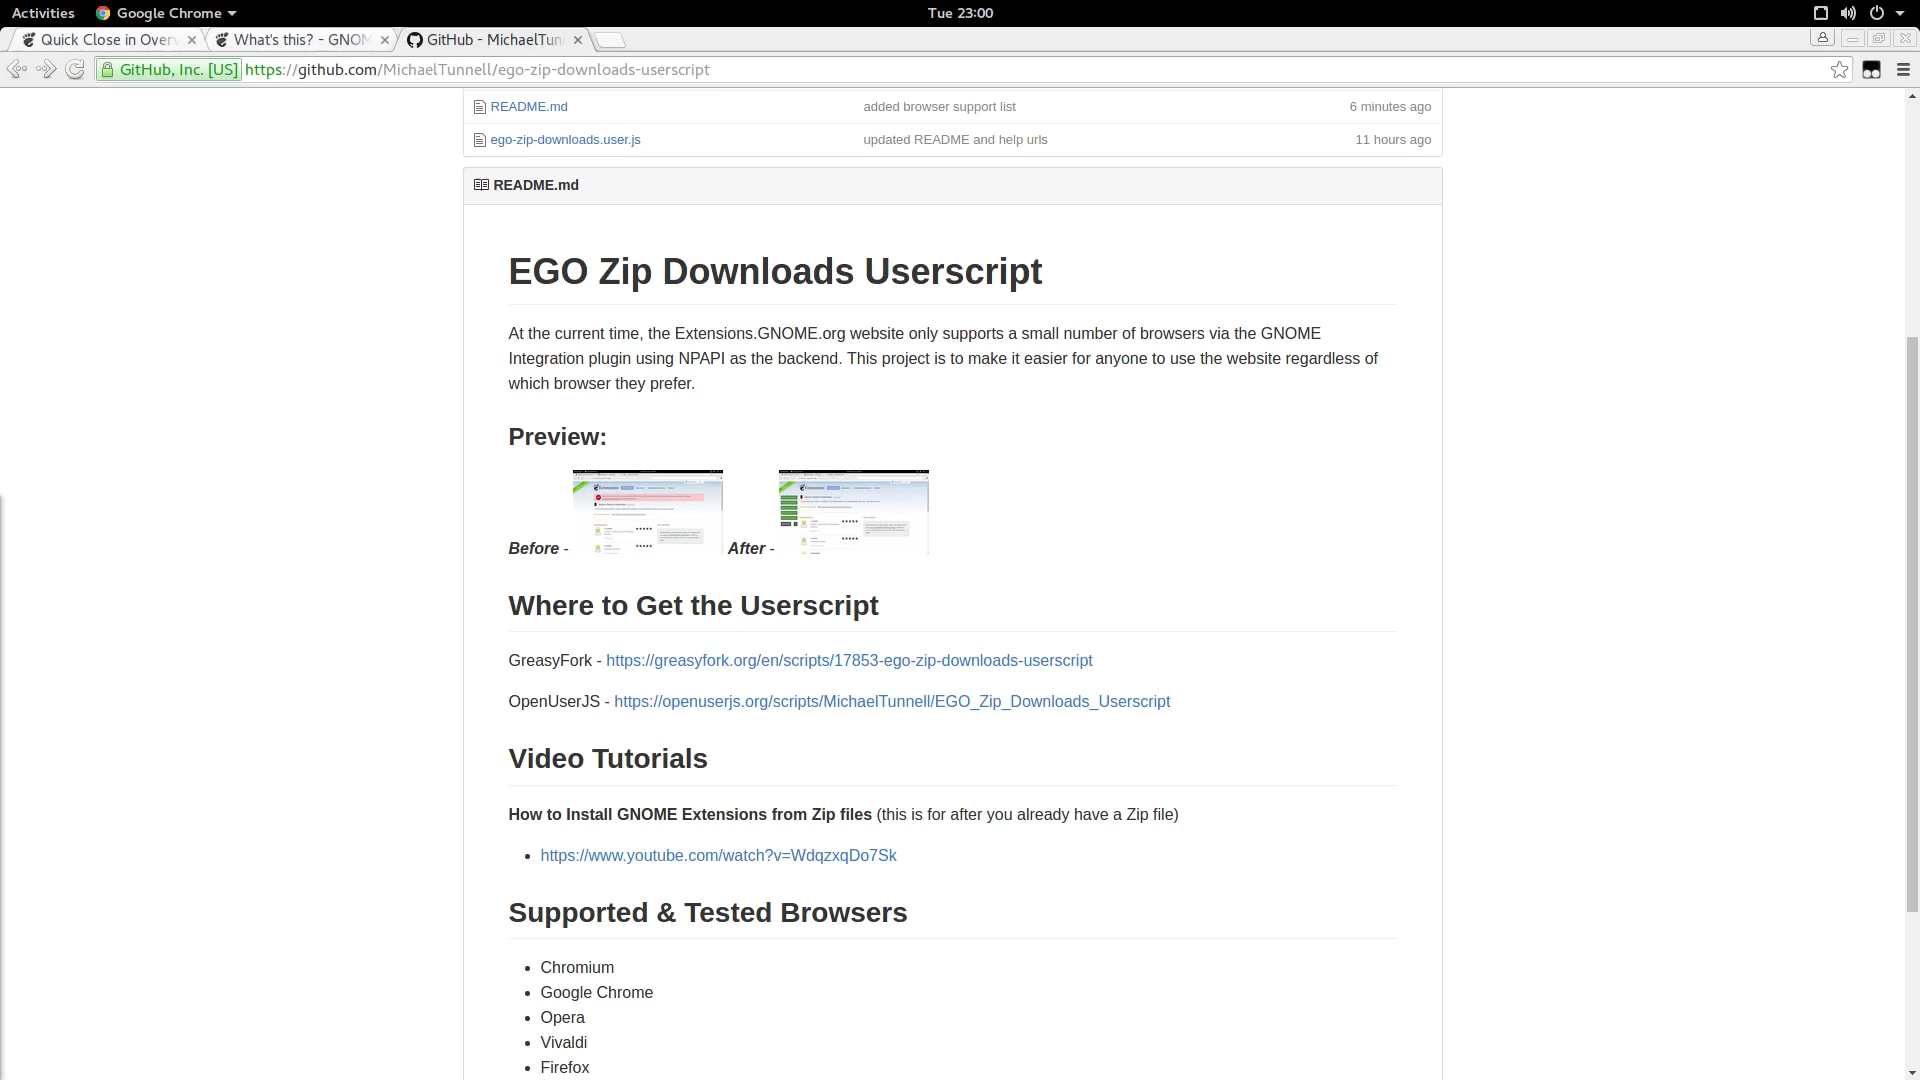 Activities Google Chrome Tue 23:00
Quick Close in Over What's this? - GNOM GitHub - MichaelTun
GitHub, Inc. [US] https://github.com/MichaelTunnell/ego-zip-downloads-userscript
README.md added browser support list 6 minutes ago
ego-zip-downloads.user.js updated README and help urls 11 hours ago
README.md
EGO Zip Downloads Userscript
At the current time, the Extensions.GNOME.org website only supports a small number of browsers via the GNOME
Integration plugin using NPAPI as the backend. This project is to make it easier for anyone to use the website regardless of
which browser they prefer.
Preview:
Before - After -
Where to Get the Userscript
GreasyFork - https://greasyfork.org/en/scripts/17853-ego-zip-downloads-userscript
OpenUserJS - https://openuserjs.org/scripts/MichaelTunnell/EGO_Zip_Downloads_Userscript
Video Tutorials
How to Install GNOME Extensions from Zip files (this is for after you already have a Zip file)
• https://www.youtube.com/watch?v=WdqzxqDo7Sk
Supported & Tested Browsers
• Chromium
• Google Chrome
• Opera
• Vivaldi
• Firefox